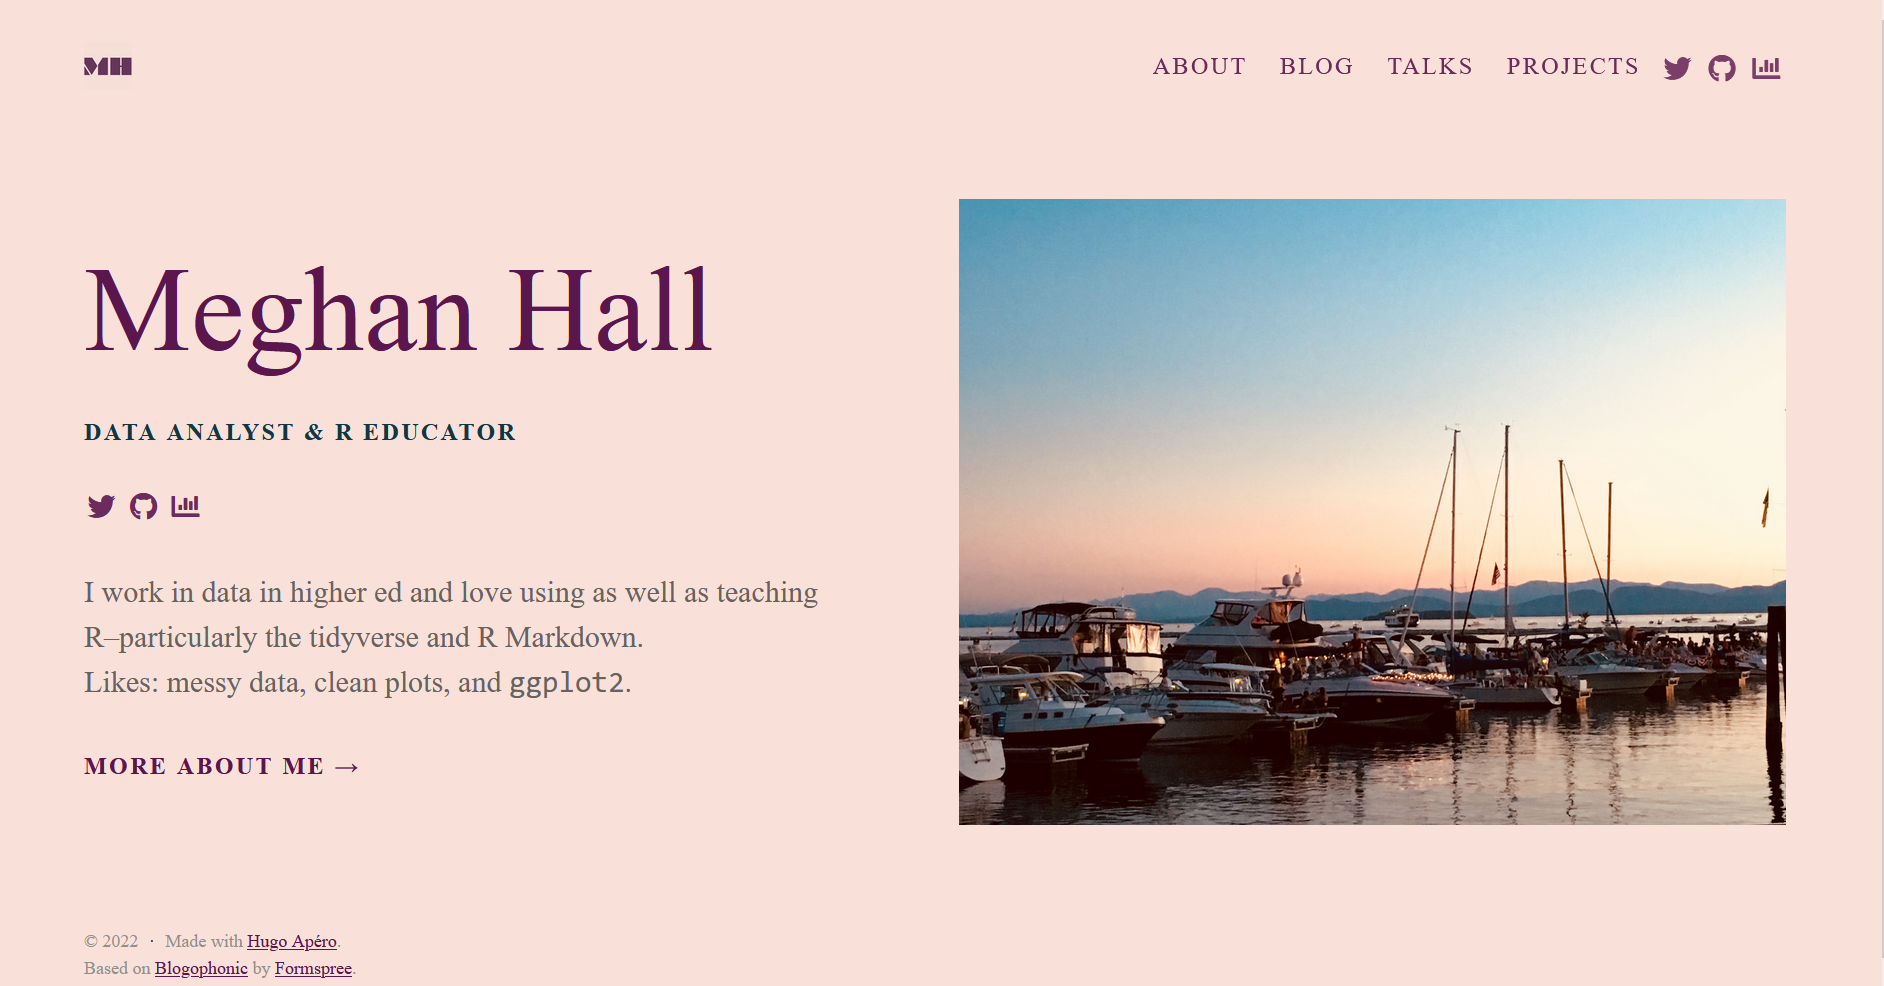 MH
ABOUT BLOG TALKS PROJECTS
Meghan Hall
DATA ANALYST & R EDUCATOR
I work in data in higher ed and love using as well as teaching
R–particularly the tidyverse and R Markdown.
Likes: messy data, clean plots, and ggplot2.
MORE ABOUT ME →
© 2022 · Made with Hugo Apéro.
Based on Blogophonic by Formspree.